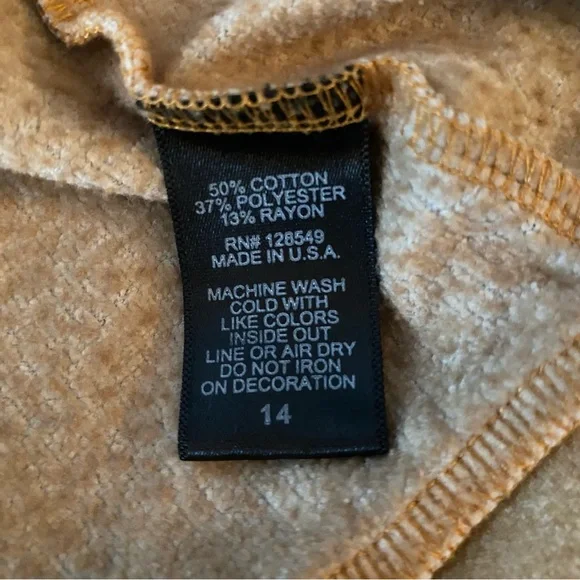 50% COTTON
37% POLYESTER
13% RAYON
RN# 128549
MADE IN U.S.A.
MACHINE WASH
COLD WITH
LIKE COLORS
INSIDE OUT
LINE OR AIR DRY
DO NOT IRON
ON DECORATION
14